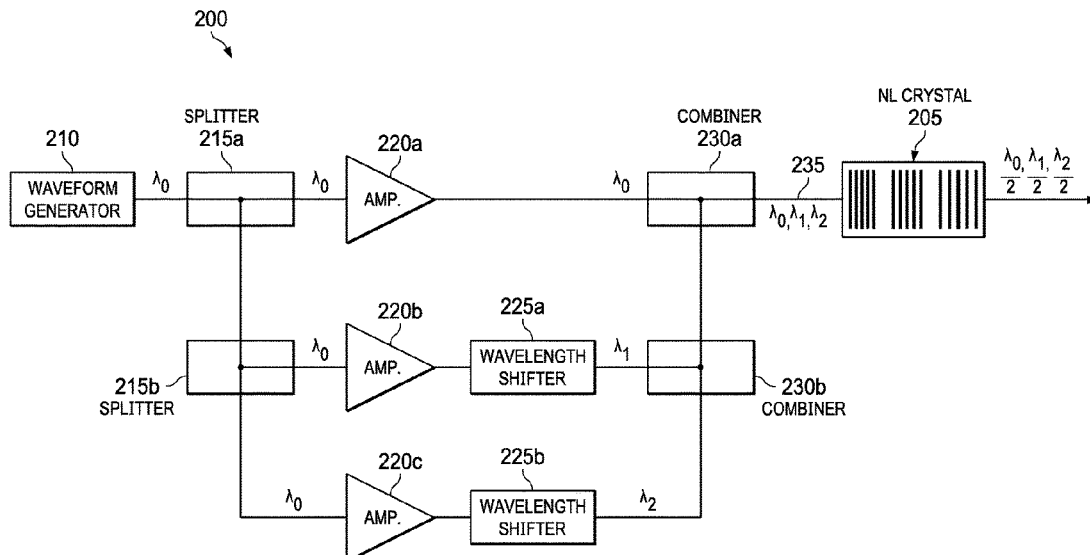 200
SPLITTER
215a
COMBINER
230a
NL CRYSTAL
205
210
220a
235
WAVEFORM
GENERATOR
λ0
λ0
AMP.
λ0
λ0,λ1,λ2
λ0/2,λ1/2,λ2/2
220b
225a
λ0
AMP.
WAVELENGTH
SHIFTER
λ1
215b
SPLITTER
230b
COMBINER
220c
225b
λ0
AMP.
WAVELENGTH
SHIFTER
λ2